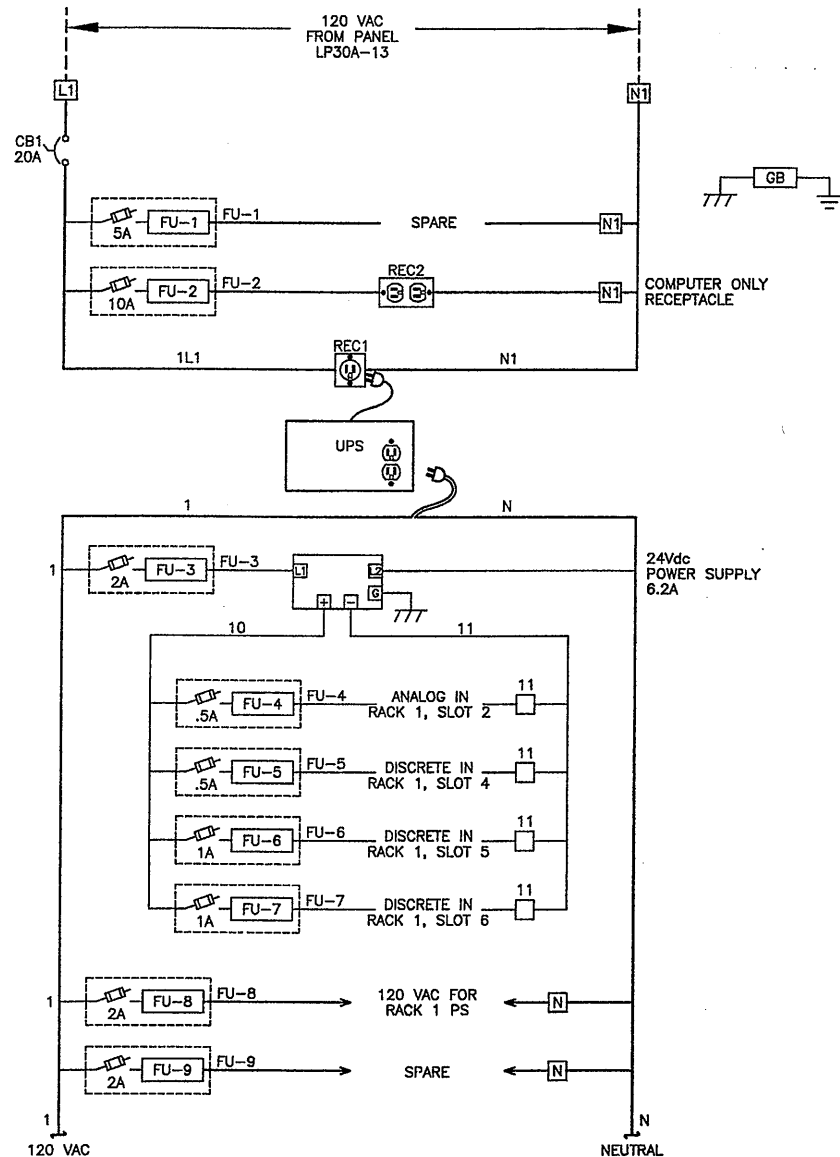 120 VAC
FROM PANEL
LP30A-13
L1
N1
CB1
20A
GB
FU-1
FU-1
5A
SPARE
N1
REC2
FU-2
FU-2
10A
N1
COMPUTER ONLY
RECEPTACLE
1L1
REC1
N1
UPS
1
N
1
FU-3
FU-3
2A
L1
L2
G
24Vdc
POWER SUPPLY
6.2A
+
-
10
11
FU-4
FU-4
.5A
ANALOG IN
RACK 1, SLOT 2
11
FU-5
FU-5
.5A
DISCRETE IN
RACK 1, SLOT 4
11
FU-6
FU-6
1A
DISCRETE IN
RACK 1, SLOT 5
11
FU-7
FU-7
1A
DISCRETE IN
RACK 1, SLOT 6
11
1
FU-8
FU-8
2A
120 VAC FOR
RACK 1 PS
N
FU-9
FU-9
2A
SPARE
N
1
N
120 VAC
NEUTRAL